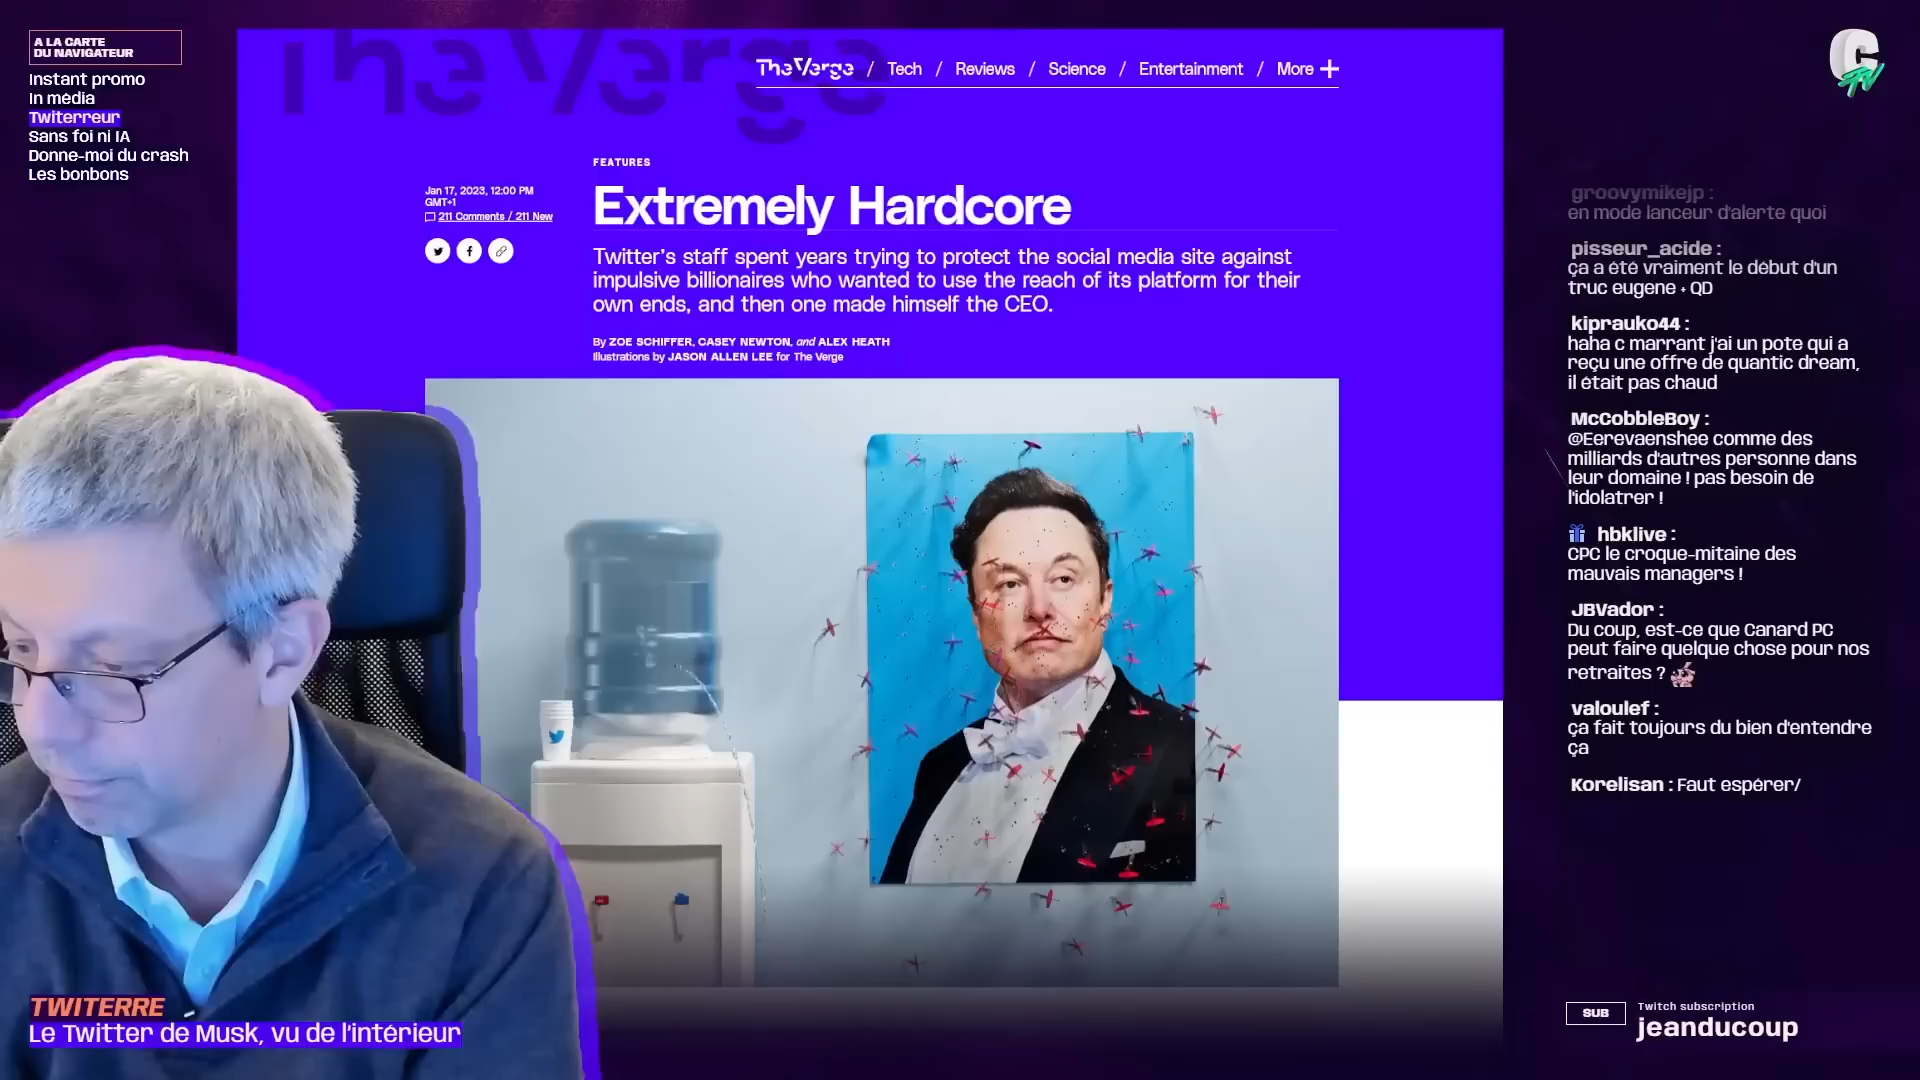 A LA CARTE
DU NAVIGATEUR
Instant promo
In média
Twiterreur
Sans foi ni IA
Donne-moi du crash
Les bonbons
The Verge
The Verge / Tech / Reviews / Science / Entertainment / More +
FEATURES
Jan 17, 2023, 12:00 PM
GMT+1
211 Comments / 211 New
Extremely Hardcore
Twitter's staff spent years trying to protect the social media site against
impulsive billionaires who wanted to use the reach of its platform for their
own ends, and then one made himself the CEO.
By ZOE SCHIFFER, CASEY NEWTON, and ALEX HEATH
Illustrations by JASON ALLEN LEE for The Verge
C
TV
groovymikejp :
en mode lanceur d'alerte quoi
pisseur_acide :
ça a été vraiment le début d'un
truc eugene + QD
kiprauko44 :
haha c marrant j'ai un pote qui a
reçu une offre de quantic dream,
il était pas chaud
McCobbleBoy :
@Eerevaenshee comme des
milliards d'autres personne dans
leur domaine ! pas besoin de
l'idolatrer !
hbklive :
CPC le croque-mitaine des
mauvais managers !
JBVador :
Du coup, est-ce que Canard PC
peut faire quelque chose pour nos
retraites ?
valoulef :
ça fait toujours du bien d'entendre
ça
Korelisan : Faut espérer/
TWITERRE
Le Twitter de Musk, vu de l'intérieur
SUB
Twitch subscription
jeanducoup